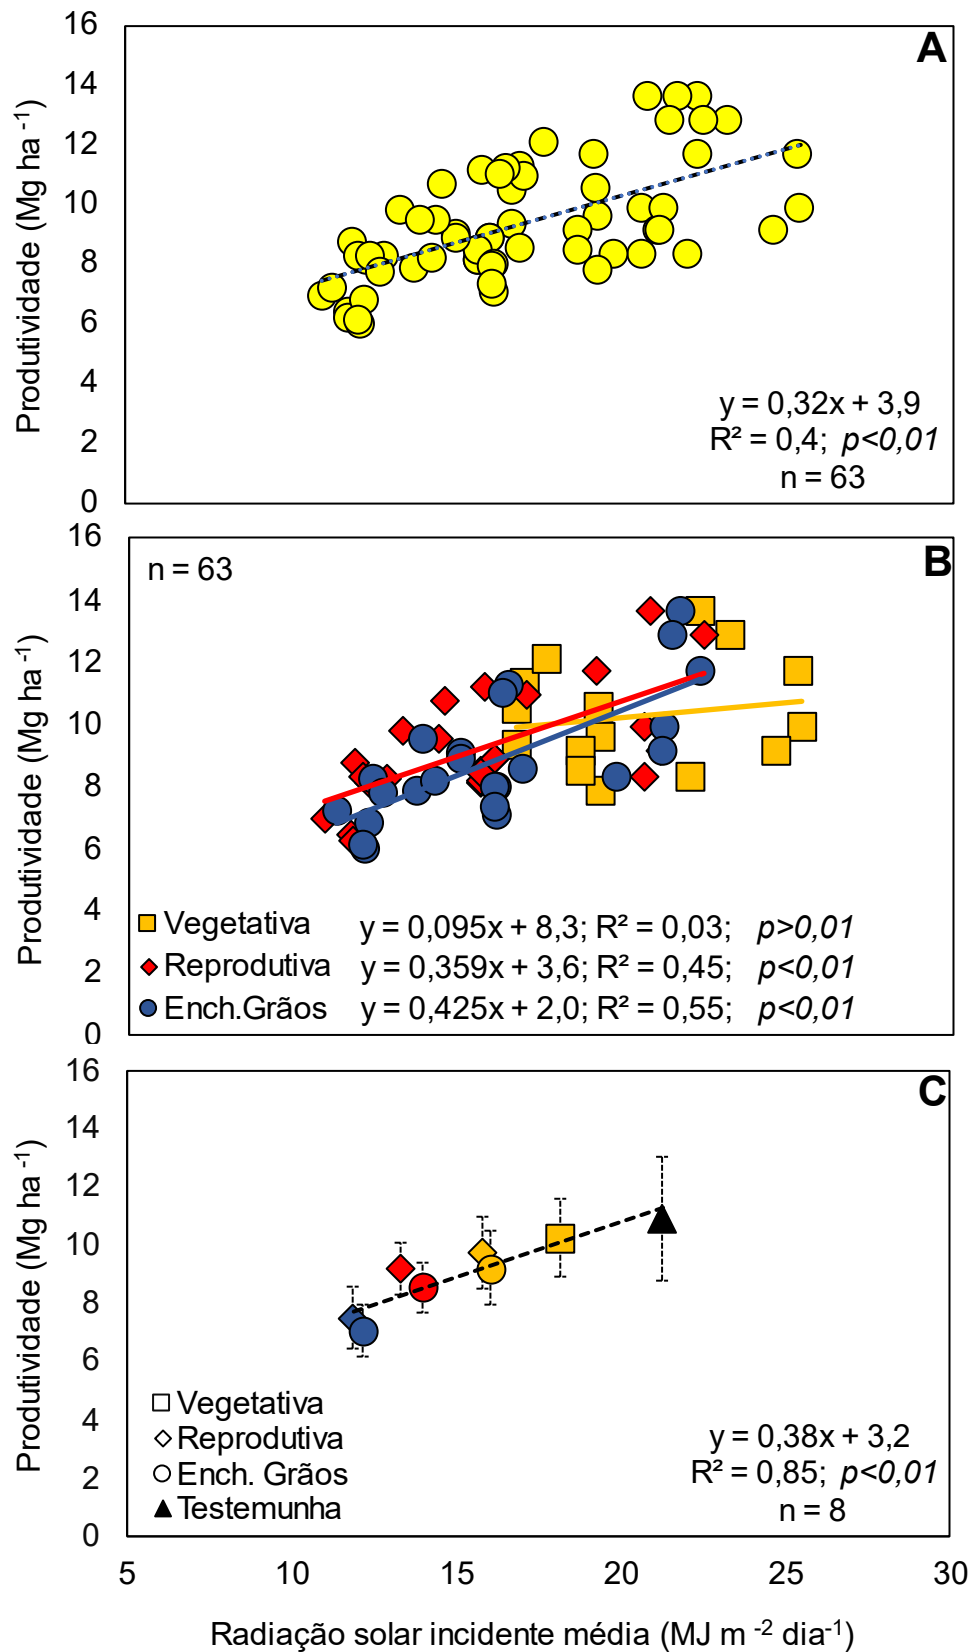 A
Produtividade (Mg ha -1)
16
14
12
10
8
6
4
2
0
y = 0,32x + 3,9
R² = 0,4; p<0,01
n = 63
B
n = 63
Produtividade (Mg ha -1)
16
14
12
10
8
6
4
2
0
Vegetativa y = 0,095x + 8,3; R² = 0,03; p>0,01
Reprodutiva y = 0,359x + 3,6; R² = 0,45; p<0,01
Ench.Grãos y = 0,425x + 2,0; R² = 0,55; p<0,01
C
Produtividade (Mg ha -1)
16
14
12
10
8
6
4
2
0
Vegetativa
Reprodutiva
Ench. Grãos
Testemunha
y = 0,38x + 3,2
R² = 0,85; p<0,01
n = 8
5 10 15 20 25 30
Radiação solar incidente média (MJ m -2 dia-1)